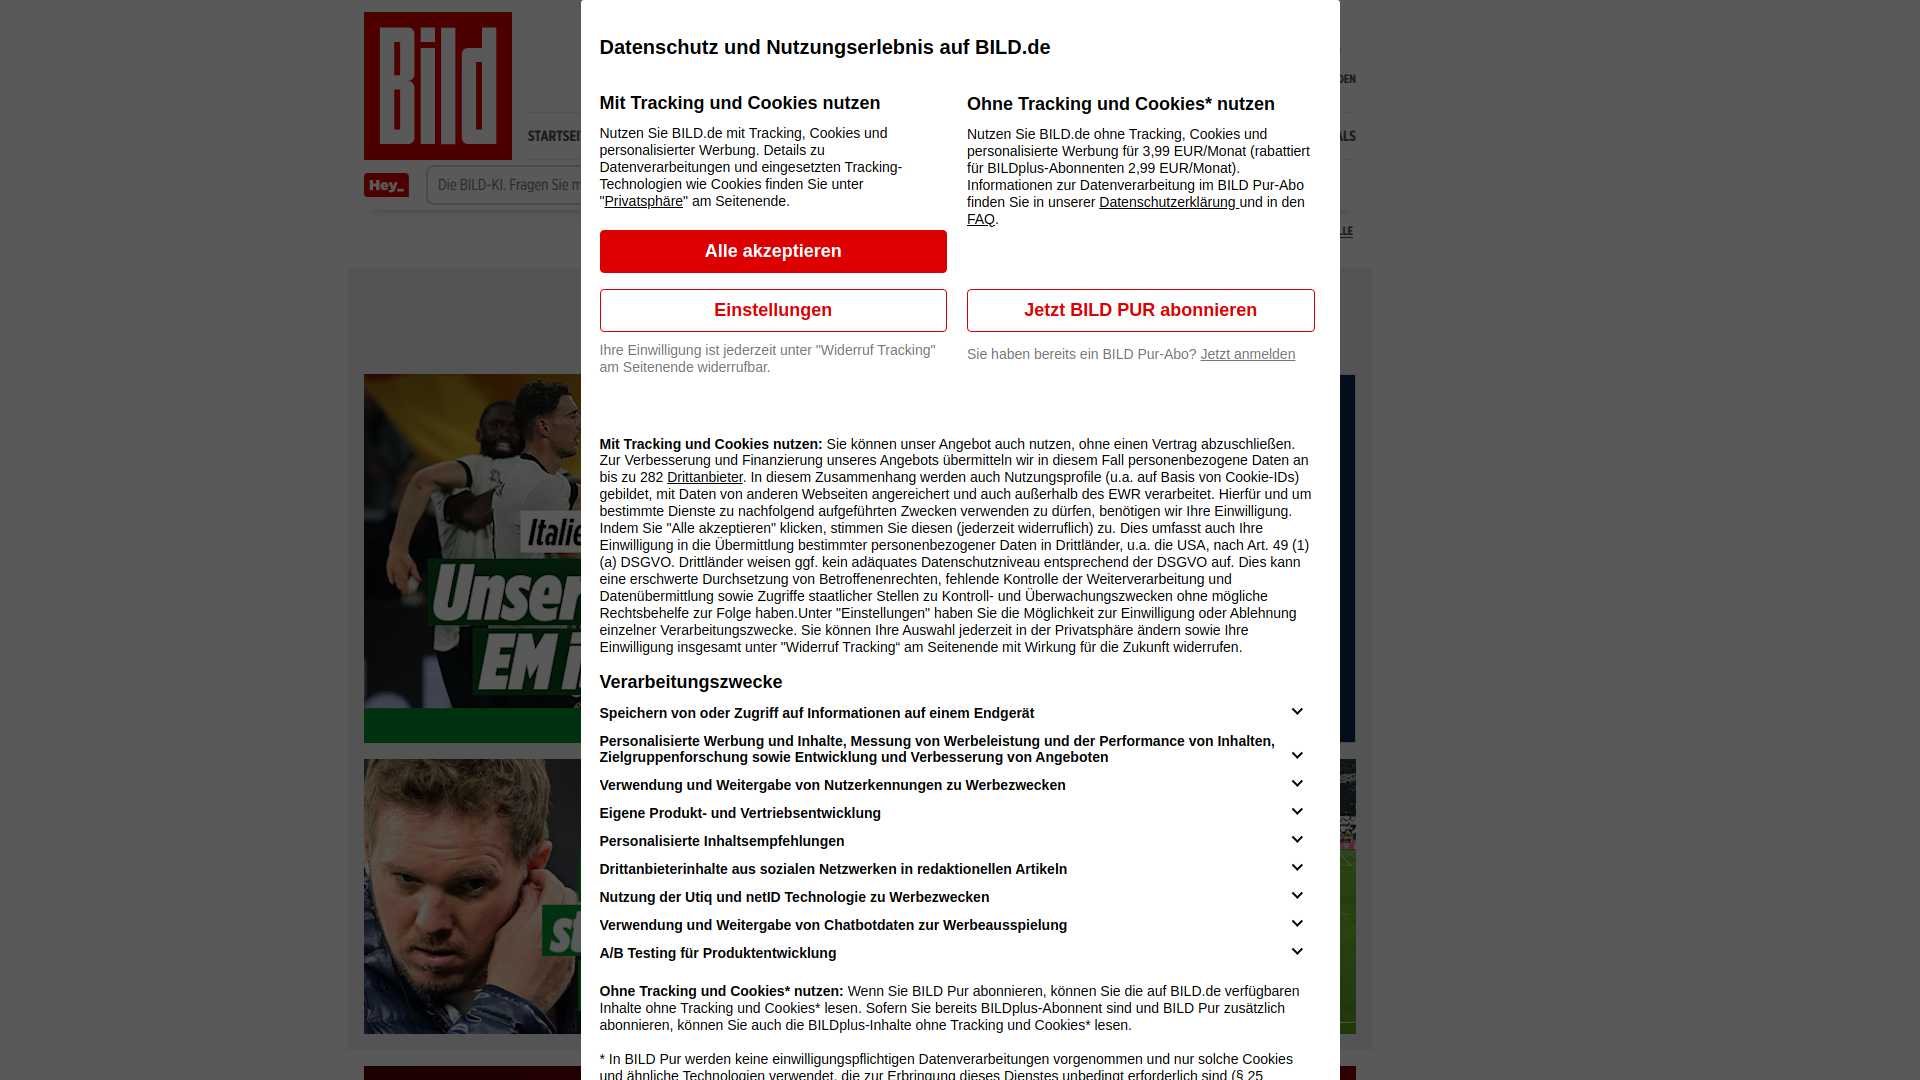 Bild
Datenschutz und Nutzungserlebnis auf BILD.de
Mit Tracking und Cookies nutzen
Nutzen Sie BILD.de mit Tracking, Cookies und
personalisierter Werbung. Details zu
Datenverarbeitungen und eingesetzten Tracking-
Technologien wie Cookies finden Sie unter
"Privatsphäre" am Seitenende.
Alle akzeptieren
Einstellungen
Ihre Einwilligung ist jederzeit unter "Widerruf Tracking"
am Seitenende widerrufbar.
Ohne Tracking und Cookies* nutzen
Nutzen Sie BILD.de ohne Tracking, Cookies und
personalisierte Werbung für 3,99 EUR/Monat (rabattiert
für BILDplus-Abonnenten 2,99 EUR/Monat).
Informationen zur Datenverarbeitung im BILD Pur-Abo
finden Sie in unserer Datenschutzerklärung und in den
FAQ.
Jetzt BILD PUR abonnieren
Sie haben bereits ein BILD Pur-Abo? Jetzt anmelden
STARTSEI
Hey_
Die BILD-KI. Fragen Sie m
Italie
Unser
EM i
st
Mit Tracking und Cookies nutzen: Sie können unser Angebot auch nutzen, ohne einen Vertrag abzuschließen.
Zur Verbesserung und Finanzierung unseres Angebots übermitteln wir in diesem Fall personenbezogene Daten an
bis zu 282 Drittanbieter. In diesem Zusammenhang werden auch Nutzungsprofile (u.a. auf Basis von Cookie-IDs)
gebildet, mit Daten von anderen Webseiten angereichert und auch außerhalb des EWR verarbeitet. Hierfür und um
bestimmte Dienste zu nachfolgend aufgeführten Zwecken verwenden zu dürfen, benötigen wir Ihre Einwilligung.
Indem Sie "Alle akzeptieren" klicken, stimmen Sie diesen (jederzeit widerruflich) zu. Dies umfasst auch Ihre
Einwilligung in die Übermittlung bestimmter personenbezogener Daten in Drittländer, u.a. die USA, nach Art. 49 (1)
(a) DSGVO. Drittländer weisen ggf. kein adäquates Datenschutzniveau entsprechend der DSGVO auf. Dies kann
eine erschwerte Durchsetzung von Betroffenenrechten, fehlende Kontrolle der Weiterverarbeitung und
Datenübermittlung sowie Zugriffe staatlicher Stellen zu Kontroll- und Überwachungszwecken ohne mögliche
Rechtsbehelfe zur Folge haben.Unter "Einstellungen" haben Sie die Möglichkeit zur Einwilligung oder Ablehnung
einzelner Verarbeitungszwecke. Sie können Ihre Auswahl jederzeit in der Privatsphäre ändern sowie Ihre
Einwilligung insgesamt unter "Widerruf Tracking“ am Seitenende mit Wirkung für die Zukunft widerrufen.
Verarbeitungszwecke
Speichern von oder Zugriff auf Informationen auf einem Endgerät
Personalisierte Werbung und Inhalte, Messung von Werbeleistung und der Performance von Inhalten,
Zielgruppenforschung sowie Entwicklung und Verbesserung von Angeboten
Verwendung und Weitergabe von Nutzerkennungen zu Werbezwecken
Eigene Produkt- und Vertriebsentwicklung
Personalisierte Inhaltsempfehlungen
Drittanbieterinhalte aus sozialen Netzwerken in redaktionellen Artikeln
Nutzung der Utiq und netID Technologie zu Werbezwecken
Verwendung und Weitergabe von Chatbotdaten zur Werbeausspielung
A/B Testing für Produktentwicklung
Ohne Tracking und Cookies* nutzen: Wenn Sie BILD Pur abonnieren, können Sie die auf BILD.de verfügbaren
Inhalte ohne Tracking und Cookies* lesen. Sofern Sie bereits BILDplus-Abonnent sind und BILD Pur zusätzlich
abonnieren, können Sie auch die BILDplus-Inhalte ohne Tracking und Cookies* lesen.
* In BILD Pur werden keine einwilligungspflichtigen Datenverarbeitungen vorgenommen und nur solche Cookies
und ähnliche Technologien verwendet, die zur Erbringung dieses Dienstes unbedingt erforderlich sind (§ 25